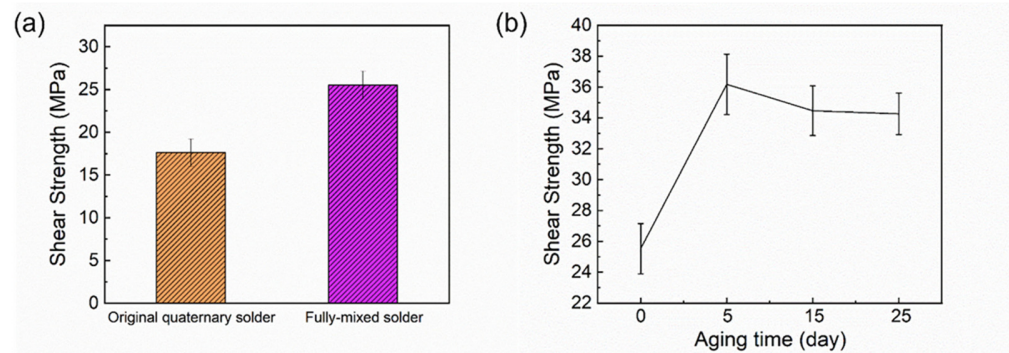 (a)
Shear Strength (MPa)
30
25
20
15
10
5
0
Original quaternary solder
Fully-mixed solder
(b)
Shear Strength (MPa)
40
38
36
34
32
30
28
26
24
22
0 5 15 25
Aging time (day)